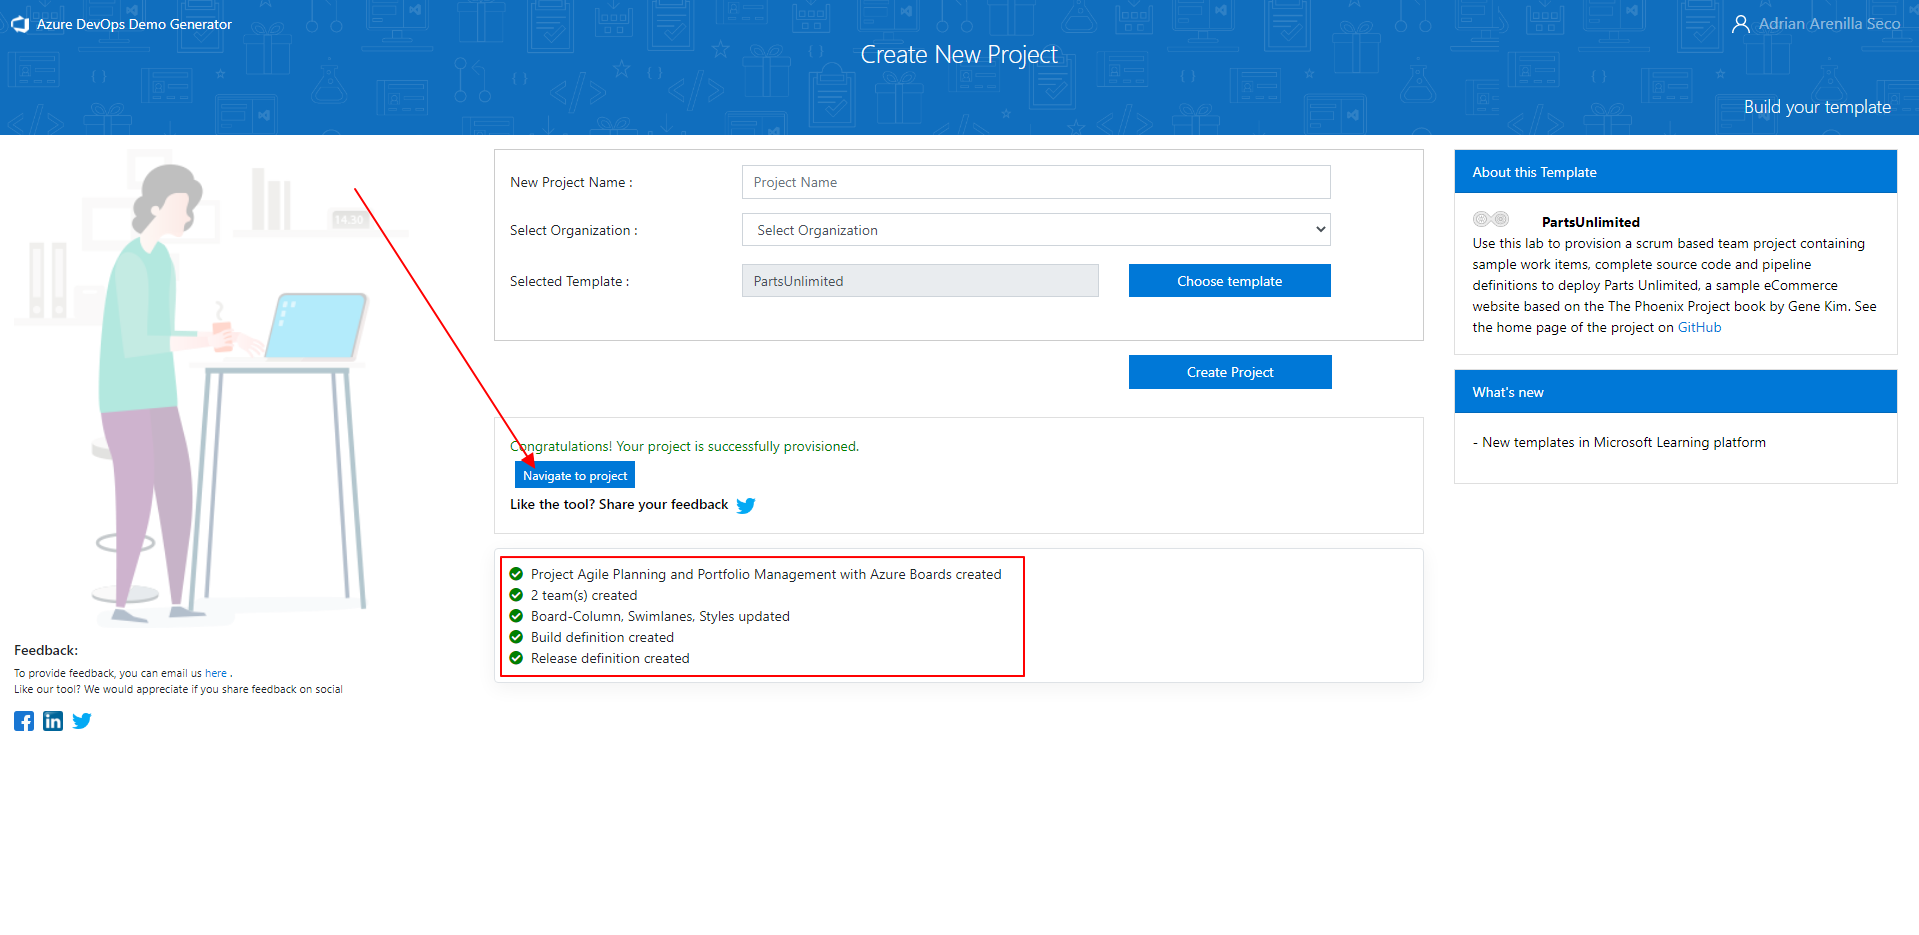 Azure DevOps Demo Generator
Adrian Arenilla Seco
Create New Project
Build your template
14.30
New Project Name :
Project Name
Select Organization :
Select Organization
Selected Template :
PartsUnlimited
Choose template
Create Project
Congratulations! Your project is successfully provisioned.
Navigate to project
Like the tool? Share your feedback
Project Agile Planning and Portfolio Management with Azure Boards created
2 team(s) created
Board-Column, Swimlanes, Styles updated
Build definition created
Release definition created
About this Template
PartsUnlimited
Use this lab to provision a scrum based team project containing
sample work items, complete source code and pipeline
definitions to deploy Parts Unlimited, a sample eCommerce
website based on the The Phoenix Project book by Gene Kim. See
the home page of the project on GitHub
What's new
- New templates in Microsoft Learning platform
Feedback:
To provide feedback, you can email us here .
Like our tool? We would appreciate if you share feedback on social